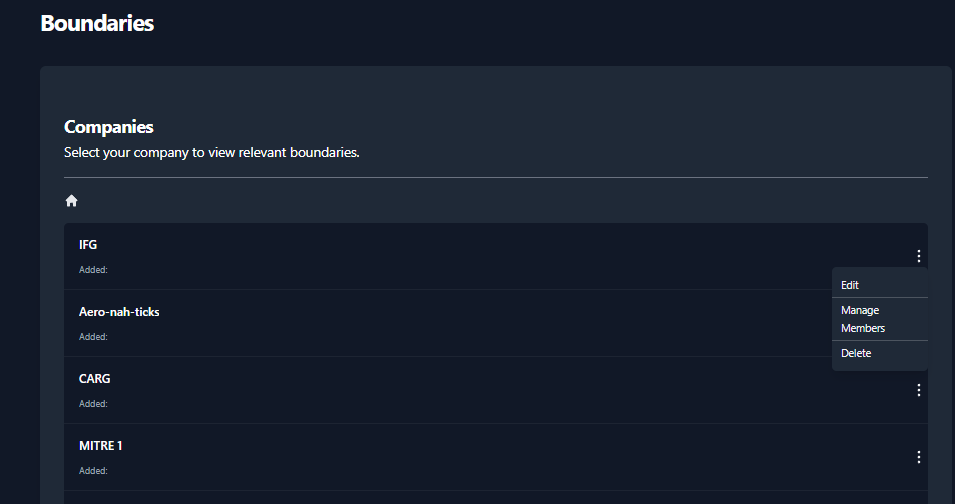 Boundaries
Companies
Select your company to view relevant boundaries.
IFG
Added:
Edit
Manage
Members
Delete
Aero-nah-ticks
Added:
CARG
Added:
MITRE 1
Added: